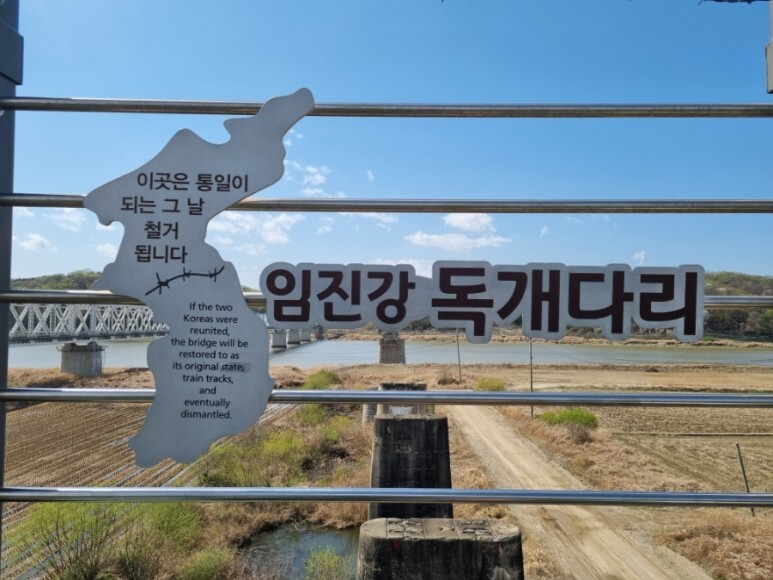 이곳은 통일이
되는 그 날
철거
됩니다
If the two
Koreas were
reunited,
the bridge will be
restored to as
its original state,
train tracks,
and
eventually
dismantled.
임진강 독개다리